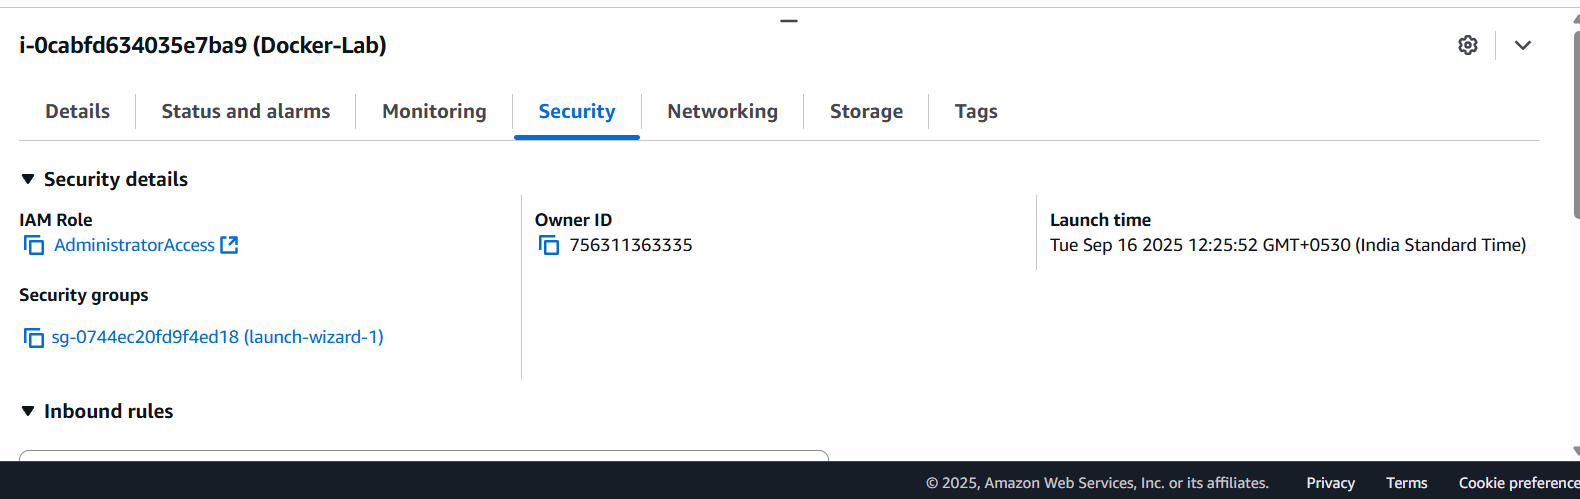 i-0cabfd634035e7ba9 (Docker-Lab)
Details Status and alarms Monitoring Security Networking Storage Tags
Security details
IAM Role
AdministratorAccess
Owner ID
756311363335
Launch time
Tue Sep 16 2025 12:25:52 GMT+0530 (India Standard Time)
Security groups
sg-0744ec20fd9f4ed18 (launch-wizard-1)
Inbound rules
© 2025, Amazon Web Services, Inc. or its affiliates. Privacy Terms Cookie preference